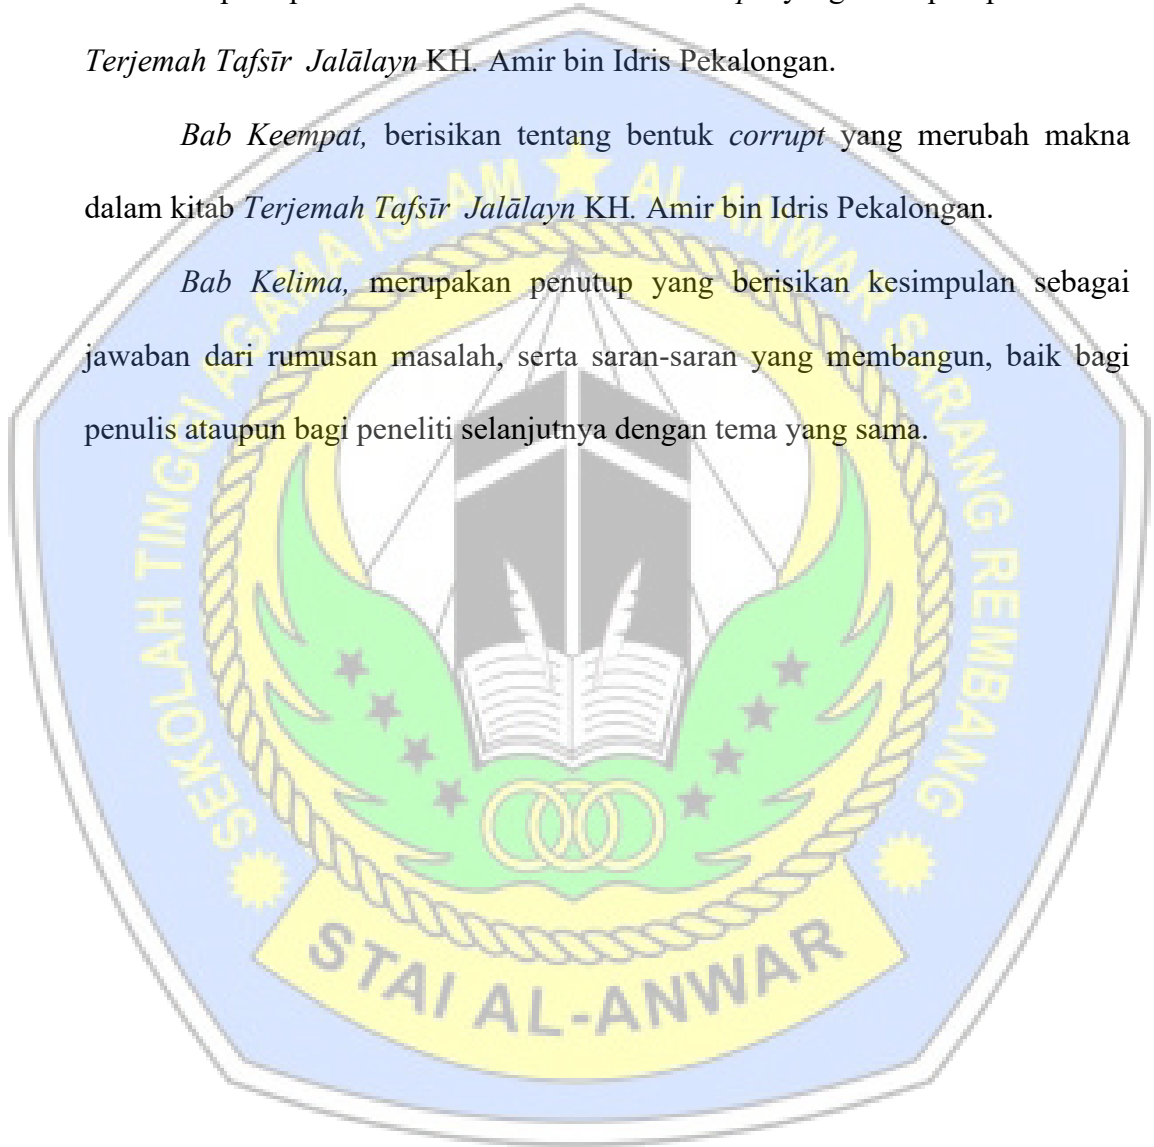 Terjemah Tafsīr Jalālayn KH. Amir bin Idris Pekalongan.
Bab Keempat, berisikan tentang bentuk corrupt yang merubah makna
dalam kitab Terjemah Tafsīr Jalālayn KH. Amir bin Idris Pekalongan.
Bab Kelima, merupakan penutup yang berisikan kesimpulan sebagai
jawaban dari rumusan masalah, serta saran-saran yang membangun, baik bagi
penulis ataupun bagi peneliti selanjutnya dengan tema yang sama.
SEKOLAH TINGGI AGAMA ISLAM AL-ANWAR SARANG REMBANG
STAI AL-ANWAR